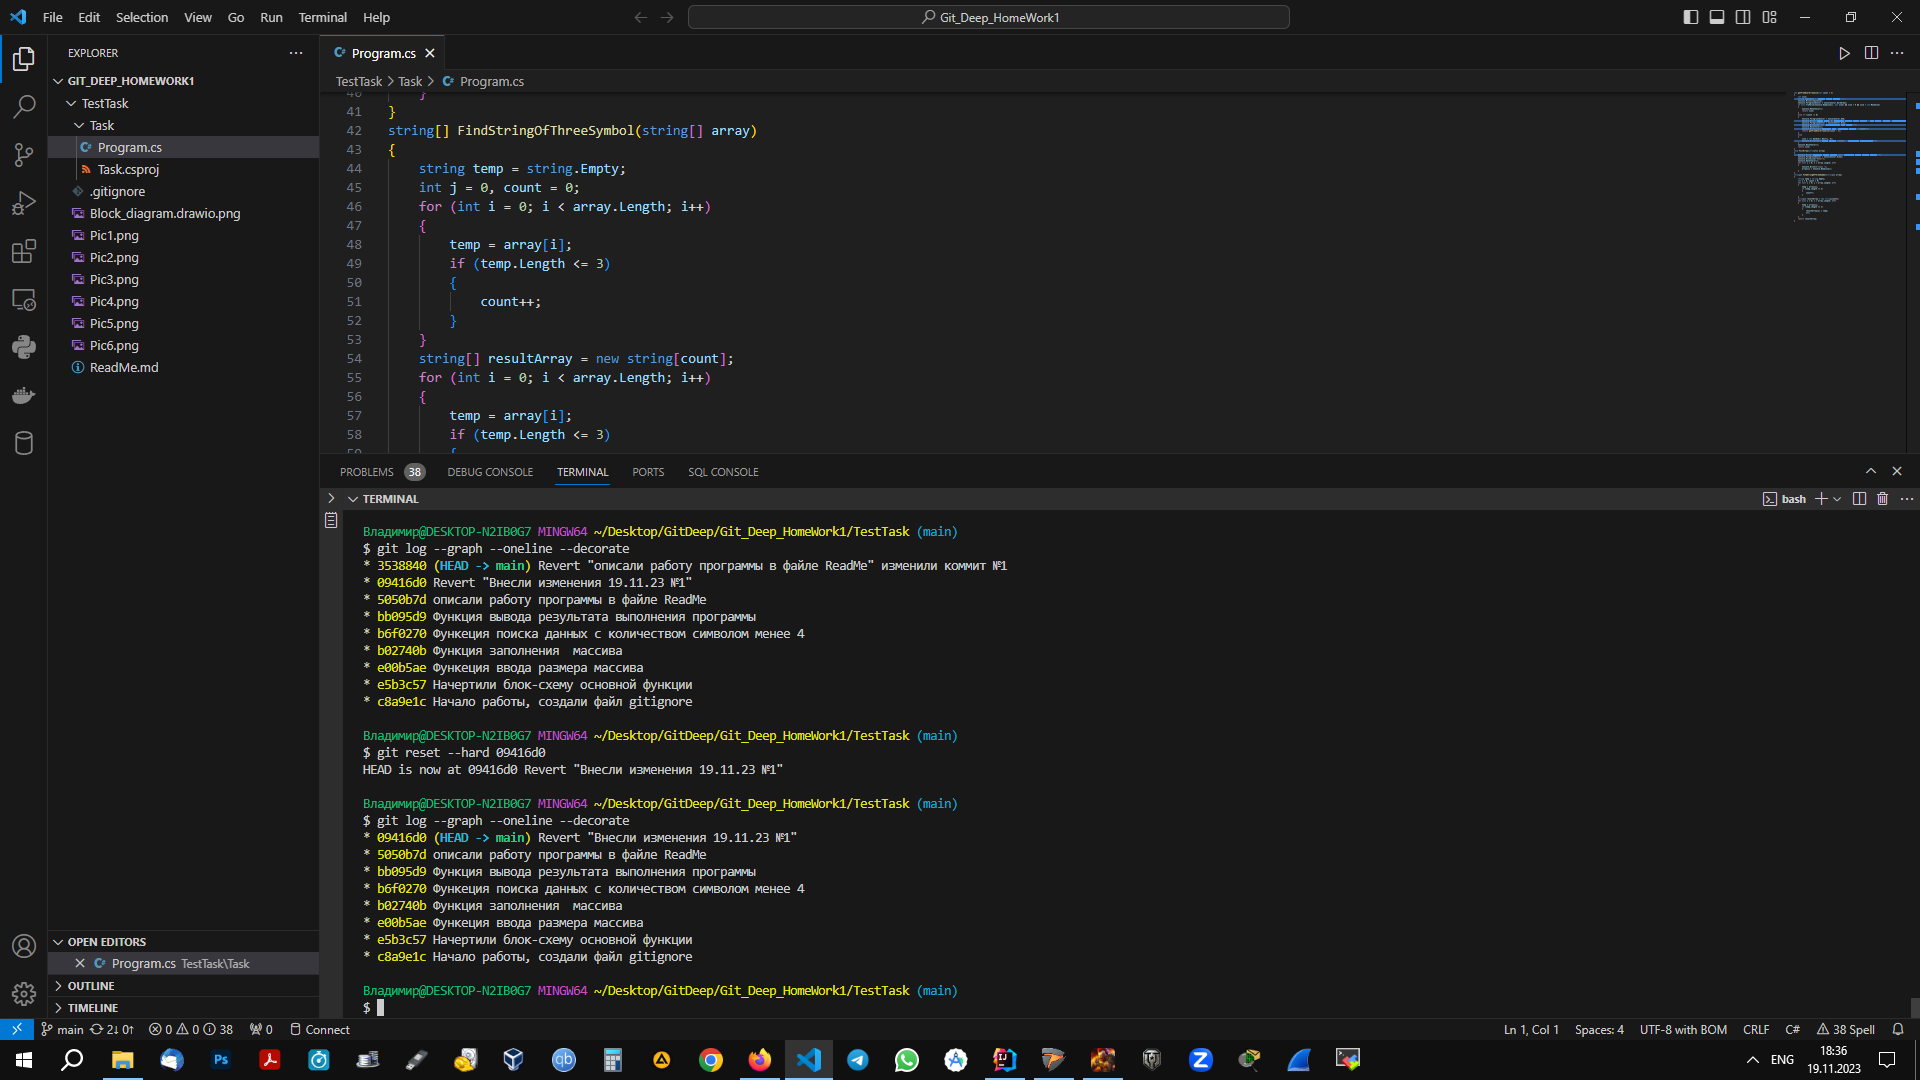 File Edit Selection View Go Run Terminal Help
Git_Deep_HomeWork1
EXPLORER
GIT_DEEP_HOMEWORK1
TestTask
Task
Program.cs
Task.csproj
.gitignore
Block_diagram.drawio.png
Pic1.png
Pic2.png
Pic3.png
Pic4.png
Pic5.png
Pic6.png
ReadMe.md
OPEN EDITORS
Program.cs TestTask\Task
OUTLINE
TIMELINE
Program.cs
TestTask > Task > Program.cs
40 }
41 }
42 string[] FindStringOfThreeSymbol(string[] array)
43 {
44 string temp = string.Empty;
45 int j = 0, count = 0;
46 for (int i = 0; i < array.Length; i++)
47 {
48 temp = array[i];
49 if (temp.Length <= 3)
50 {
51 count++;
52 }
53 }
54 string[] resultArray = new string[count];
55 for (int i = 0; i < array.Length; i++)
56 {
57 temp = array[i];
58 if (temp.Length <= 3)
59 {
PROBLEMS 38 DEBUG CONSOLE TERMINAL PORTS SQL CONSOLE
TERMINAL
bash
Владимир@DESKTOP-N2IB0G7 MINGW64 ~/Desktop/GitDeep/Git_Deep_HomeWork1/TestTask (main)
$ git log --graph --oneline --decorate
* 3538840 (HEAD -> main) Revert "описали работу программы в файле ReadMe" изменили коммит №1
* 09416d0 Revert "Внесли изменения 19.11.23 №1"
* 5050b7d описали работу программы в файле ReadMe
* bb095d9 Функция вывода результата выполнения программы
* b6f0270 Функкеция поиска данных с количеством символом менее 4
* b02740b Функция заполнения  массива
* e00b5ae Функкеция ввода размера массива
* e5b3c57 Начертили блок-схему основной функции
* c8a9e1c Начало работы, создали файл gitignore
Владимир@DESKTOP-N2IB0G7 MINGW64 ~/Desktop/GitDeep/Git_Deep_HomeWork1/TestTask (main)
$ git reset --hard 09416d0
HEAD is now at 09416d0 Revert "Внесли изменения 19.11.23 №1"
Владимир@DESKTOP-N2IB0G7 MINGW64 ~/Desktop/GitDeep/Git_Deep_HomeWork1/TestTask (main)
$ git log --graph --oneline --decorate
* 09416d0 (HEAD -> main) Revert "Внесли изменения 19.11.23 №1"
* 5050b7d описали работу программы в файле ReadMe
* bb095d9 Функция вывода результата выполнения программы
* b6f0270 Функкеция поиска данных с количеством символом менее 4
* b02740b Функция заполнения  массива
* e00b5ae Функкеция ввода размера массива
* e5b3c57 Начертили блок-схему основной функции
* c8a9e1c Начало работы, создали файл gitignore
Владимир@DESKTOP-N2IB0G7 MINGW64 ~/Desktop/GitDeep/Git_Deep_HomeWork1/TestTask (main)
$
main 2↓ 0↑ 0 0 38 0 Connect
Ln 1, Col 1 Spaces: 4 UTF-8 with BOM CRLF C# 38 Spell
ENG
18:36
19.11.2023